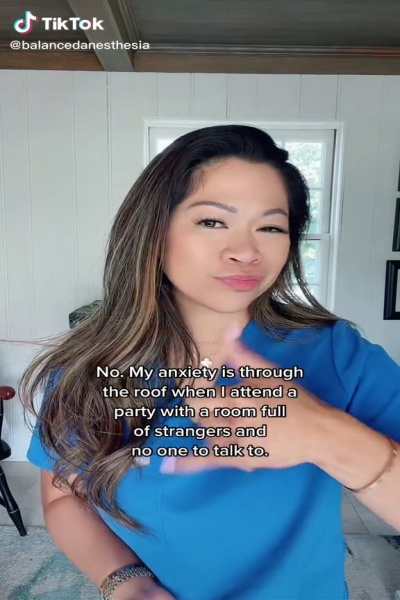 TikTok
@balancedanesthesia
No. My anxiety is through
the roof when I attend a
party with a room full
of strangers and
no one to talk to.